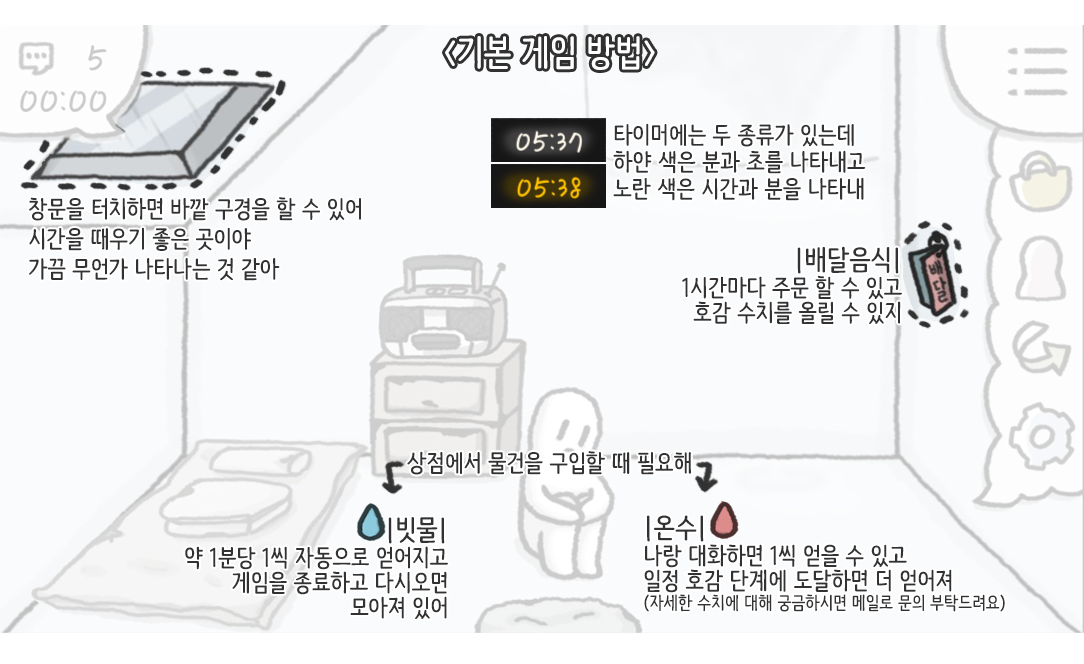 <기본 게임 방법>
5
00:00
05:37
05:38
타이머에는 두 종류가 있는데
하얀 색은 분과 초를 나타내고
노란 색은 시간과 분을 나타내
창문을 터치하면 바깥 구경을 할 수 있어
시간을 때우기 좋은 곳이야
가끔 무언가 나타나는 것 같아
|배달음식|
1시간마다 주문 할 수 있고
호감 수치를 올릴 수 있지
배달
상점에서 물건을 구입할 때 필요해
|빗물|
약 1분당 1씩 자동으로 얻어지고
게임을 종료하고 다시오면
모아져 있어
|온수|
나랑 대화하면 1씩 얻을 수 있고
일정 호감 단계에 도달하면 더 얻어져
(자세한 수치에 대해 궁금하시면 메일로 문의 부탁드려요)